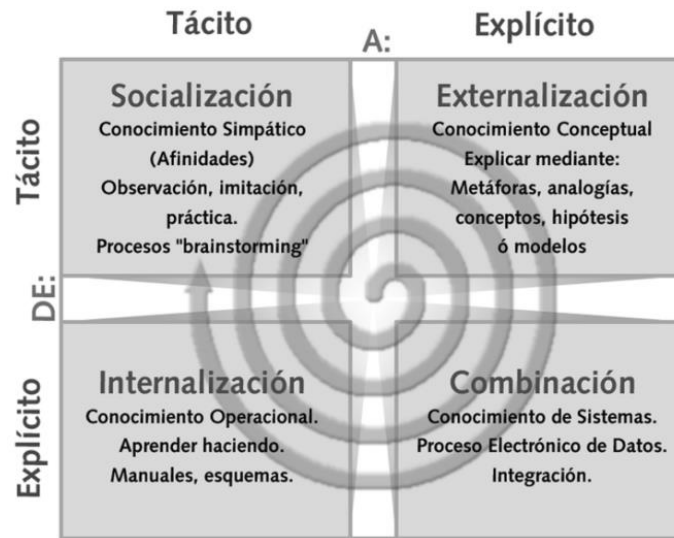 Tácito
A:
Explícito
Tácito
Socialización
Conocimiento Simpático
(Afinidades)
Observación, imitación,
práctica.
Procesos "brainstorming"
Externalización
Conocimiento Conceptual
Explicar mediante:
Metáforas, analogías,
conceptos, hipótesis
ó modelos
DE:
Explícito
Internalización
Conocimiento Operacional.
Aprender haciendo.
Manuales, esquemas.
Combinación
Conocimiento de Sistemas.
Proceso Electrónico de Datos.
Integración.